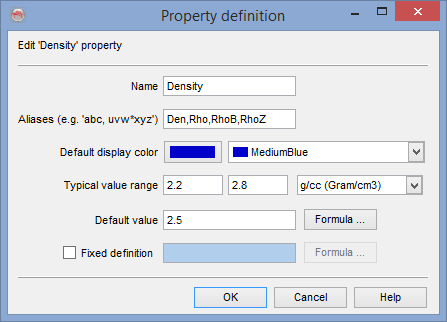 Property definition
Edit 'Density' property
Name Density
Aliases (e.g. 'abc, uvw*xyz') Den,Rho,RhoB,RhoZ
Default display color MediumBlue
Typical value range 2.2 2.8 g/cc (Gram/cm3)
Default value 2.5 Formula ...
Fixed definition Formula ...
OK Cancel Help